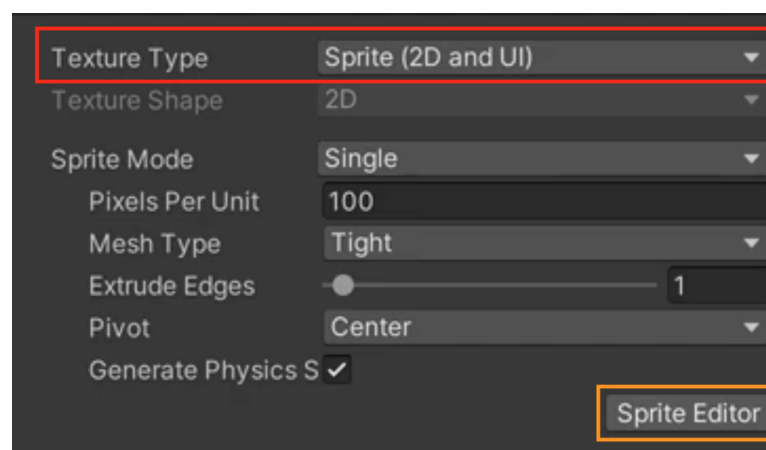 Texture Type Sprite (2D and UI)
Texture Shape 2D
Sprite Mode Single
Pixels Per Unit 100
Mesh Type Tight
Extrude Edges 1
Pivot Center
Generate Physics S
Sprite Editor